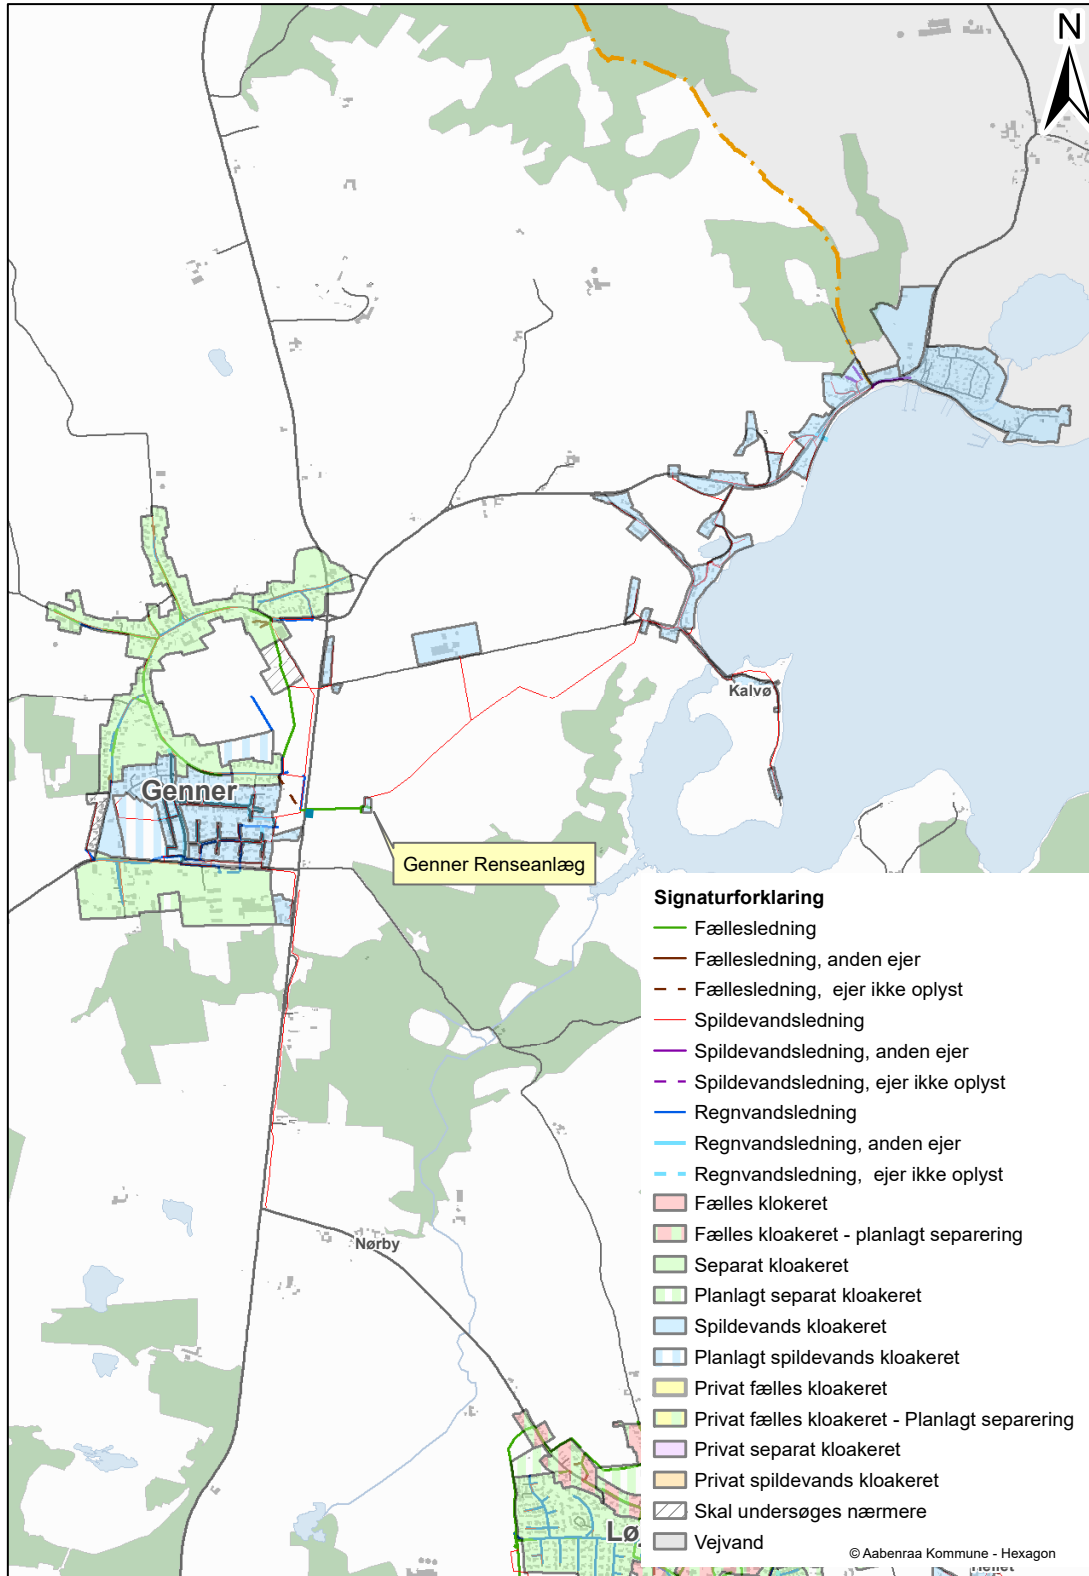 N
Kalvø
Genner
Genner Renseanlæg
Nørby
Signaturforklaring
Fællesledning
Fællesledning, anden ejer
Fællesledning, ejer ikke oplyst
Spildevandsledning
Spildevandsledning, anden ejer
Spildevandsledning, ejer ikke oplyst
Regnvandsledning
Regnvandsledning, anden ejer
Regnvandsledning, ejer ikke oplyst
Fælles klokeret
Fælles kloakeret - planlagt separering
Separat kloakeret
Planlagt separat kloakeret
Spildevands kloakeret
Planlagt spildevands kloakeret
Privat fælles kloakeret
Privat fælles kloakeret - Planlagt separering
Privat separat kloakeret
Privat spildevands kloakeret
Skal undersøges nærmere
Vejvand
© Aabenraa Kommune - Hexagon
Lø